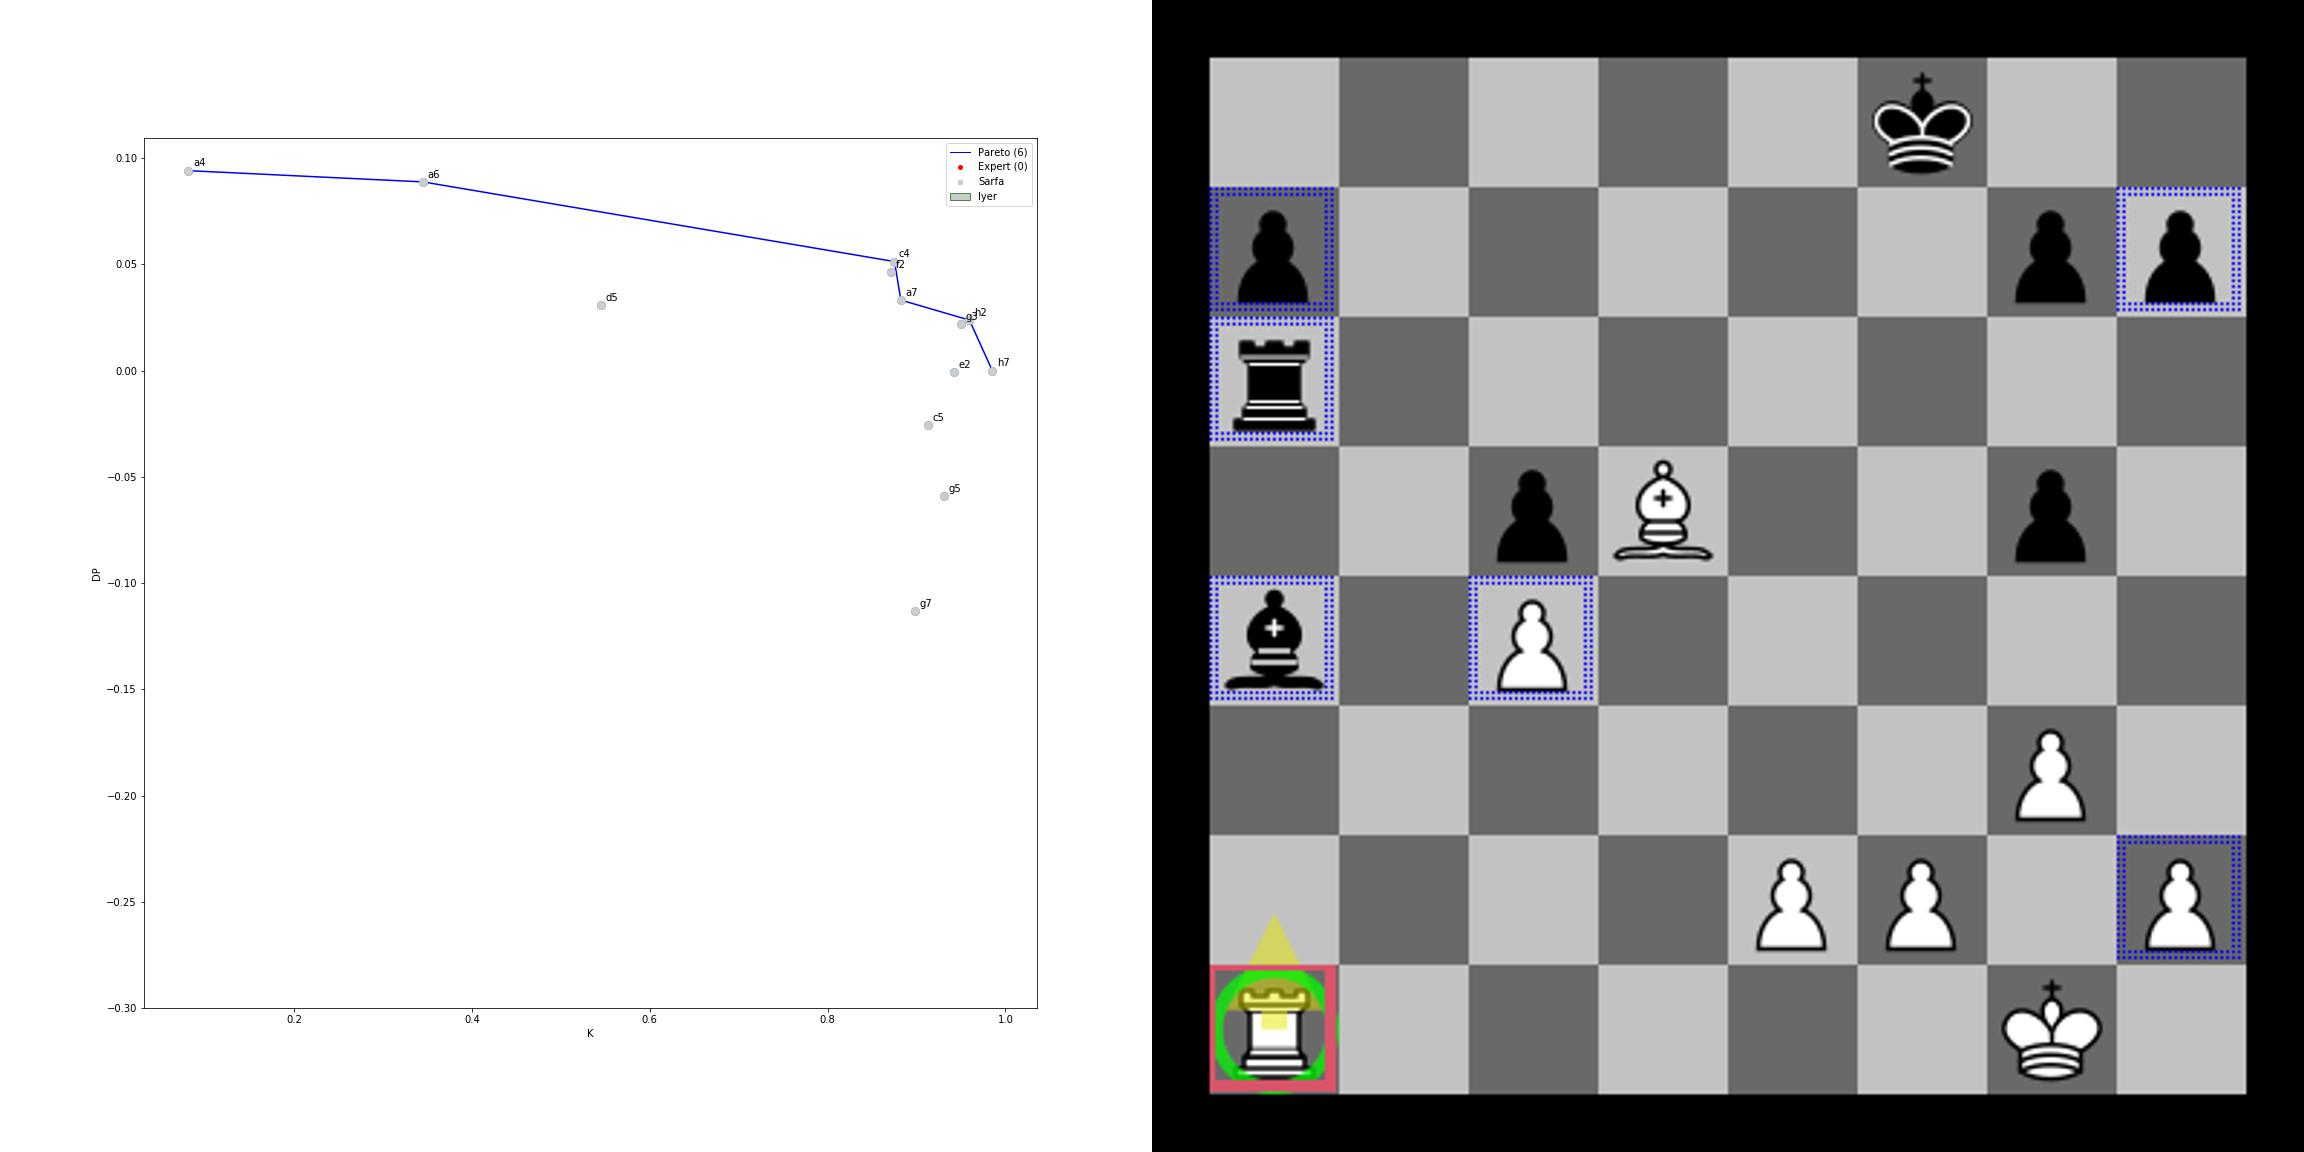 Pareto (6)
Expert (0)
Sarfa
Iyer
0.10
0.05
0.00
−0.05
−0.10
−0.15
−0.20
−0.25
−0.30
DP
a4
a6
c4
f2
d5
a7
h2
g3
e2
h7
c5
g5
g7
0.2
0.4
0.6
0.8
1.0
K